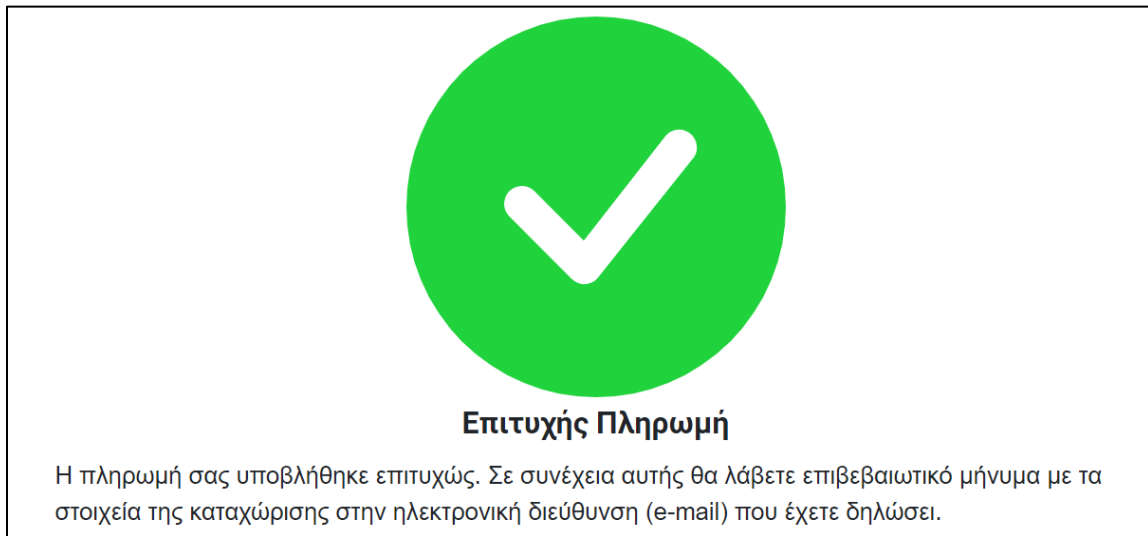 Επιτυχής Πληρωμή
Η πληρωμή σας υποβλήθηκε επιτυχώς. Σε συνέχεια αυτής θα λάβετε επιβεβαιωτικό μήνυμα με τα
στοιχεία της καταχώρισης στην ηλεκτρονική διεύθυνση (e-mail) που έχετε δηλώσει.